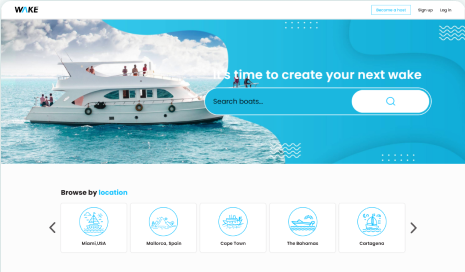 WAKE
Become a host
Sign up
Log in
It's time to create your next wake
Search boats...
Browse by location
Miami,USA
Mallorca, Spain
Cape Town
The Bahamas
Cartagena